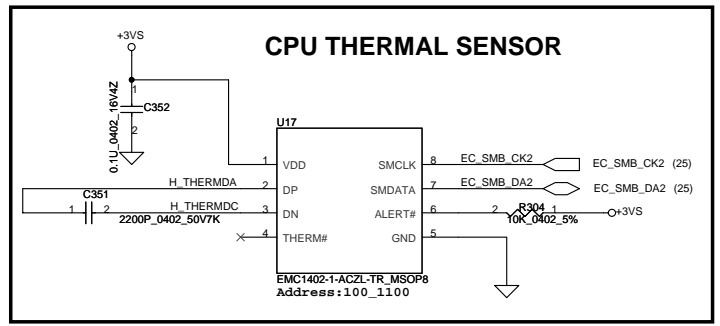 CPU THERMAL SENSOR
+3VS
1
C352
0.1U_0402_16V4Z
2
U17
1 VDD SMCLK 8 EC_SMB_CK2 EC_SMB_CK2 (25)
H_THERMDA 2 DP SMDATA 7 EC_SMB_DA2 EC_SMB_DA2 (25)
C351
1 2 H_THERMDC 3 DN ALERT# 6 2 R304 1 +3VS
2200P_0402_50V7K
10K_0402_5%
4 THERM# GND 5
EMC1402-1-ACZL-TR_MSOP8
Address:100_1100